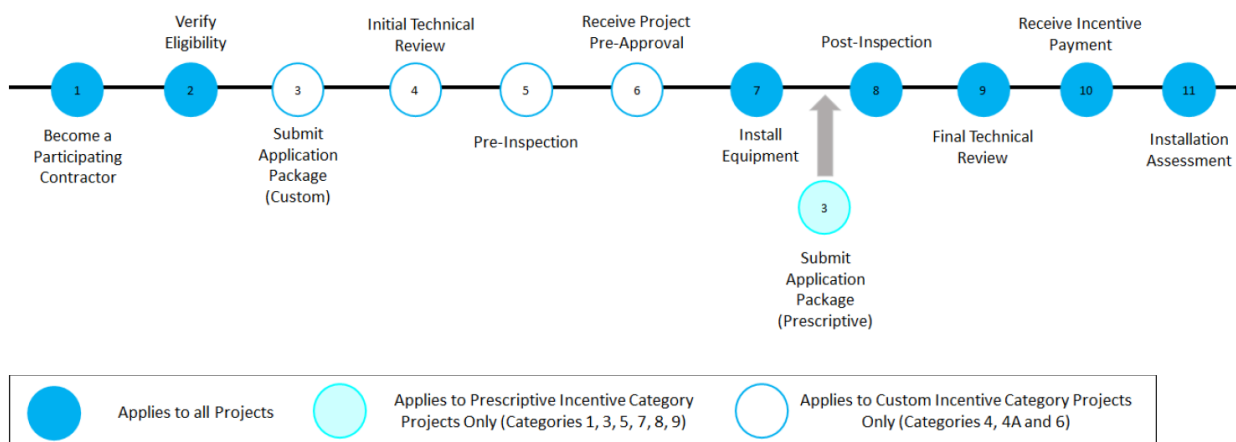 1
Become a
Participating
Contractor
Verify
Eligibility
2
3
Submit
Application
Package
(Custom)
Initial Technical
Review
4
5
Pre-Inspection
Receive Project
Pre-Approval
6
7
Install
Equipment
3
Submit
Application
Package
(Prescriptive)
Post-Inspection
8
9
Final Technical
Review
Receive Incentive
Payment
10
11
Installation
Assessment
Applies to all Projects
Applies to Prescriptive Incentive Category
Projects Only (Categories 1, 3, 5, 7, 8, 9)
Applies to Custom Incentive Category Projects
Only (Categories 4, 4A and 6)